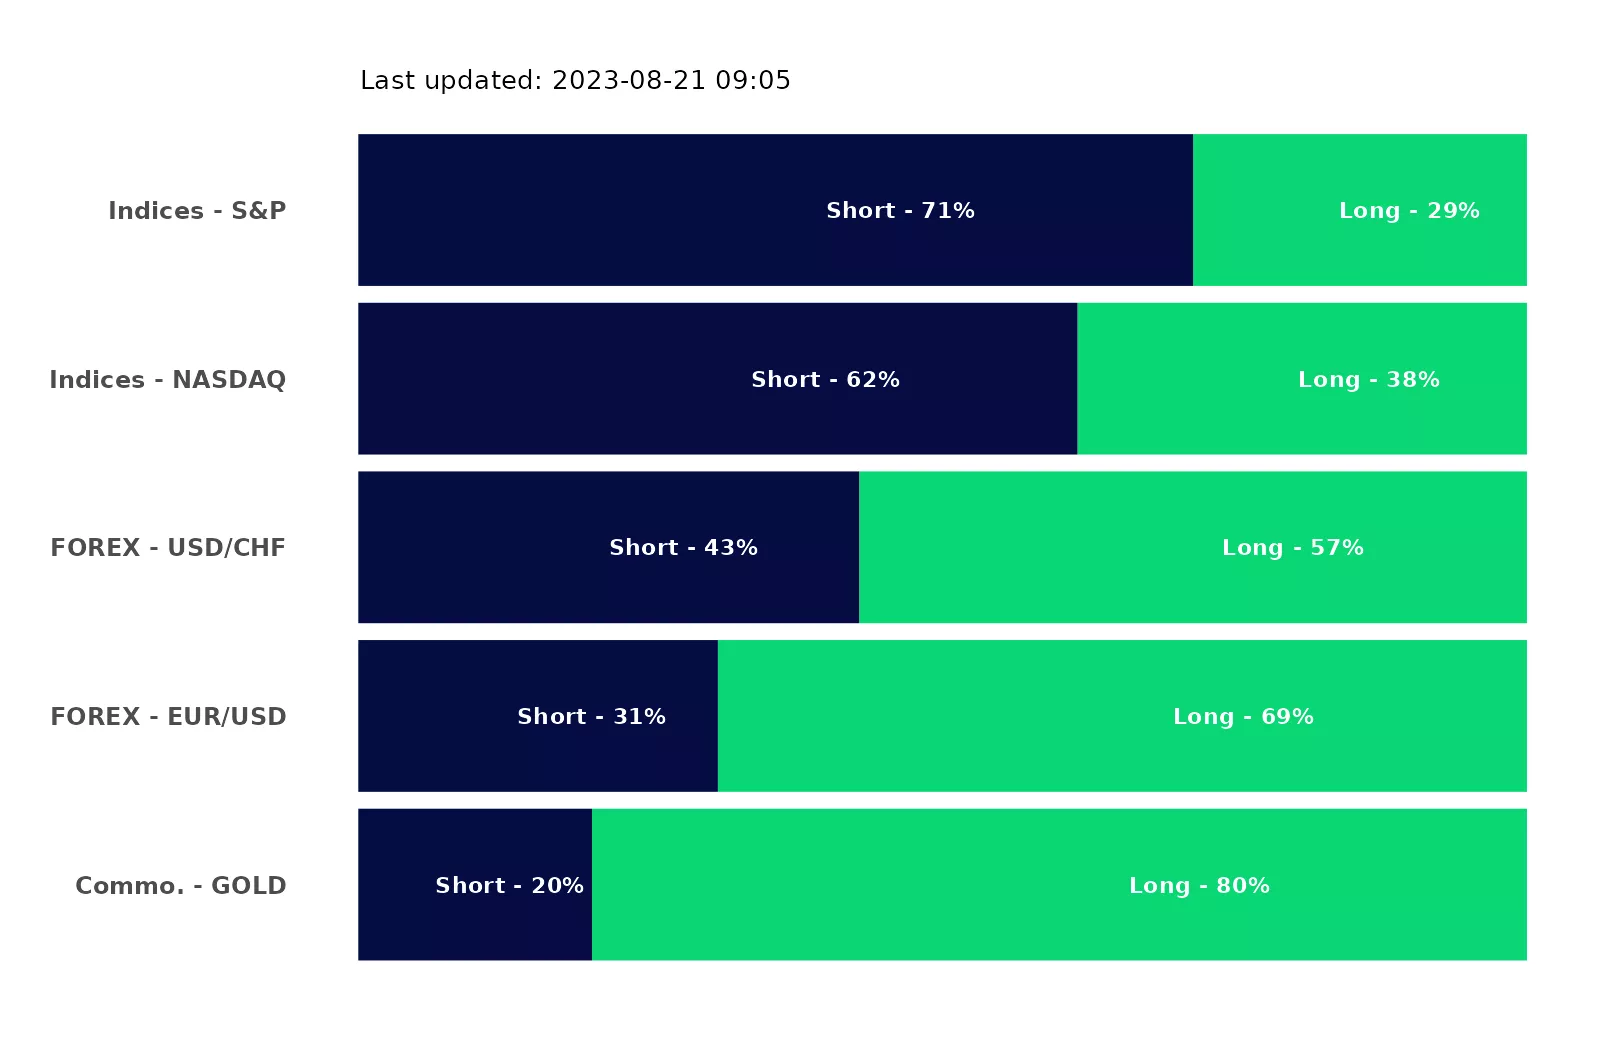 Last updated: 2023-08-21 09:05
Indices - S&P Short - 71% Long - 29%
Indices - NASDAQ Short - 62% Long - 38%
FOREX - USD/CHF Short - 43% Long - 57%
FOREX - EUR/USD Short - 31% Long - 69%
Commo. - GOLD Short - 20% Long - 80%